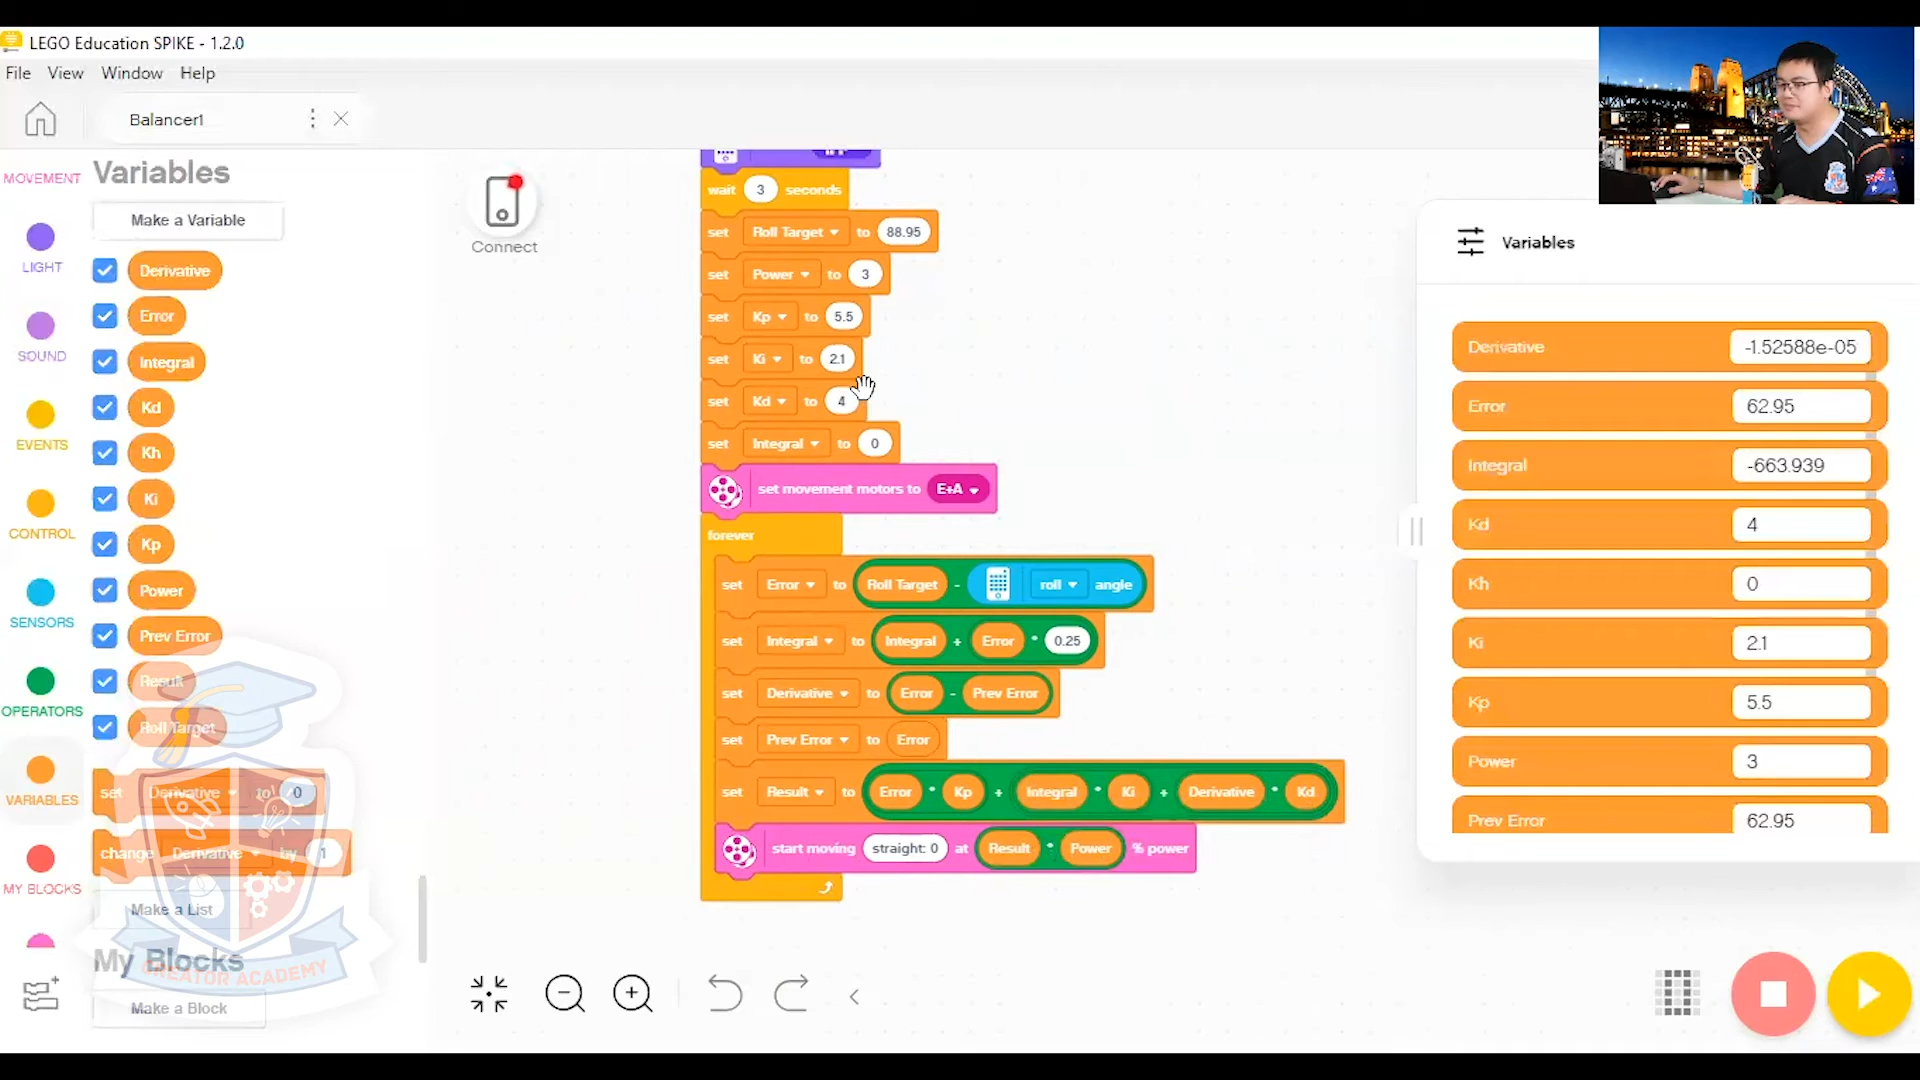 LEGO Education SPIKE - 1.2.0
File View Window Help
Balancer1
MOVEMENT
LIGHT
SOUND
EVENTS
CONTROL
SENSORS
OPERATORS
VARIABLES
MY BLOCKS
Variables
Make a Variable
Derivative
Error
Integral
Kd
Kh
Ki
Kp
Power
Prev Error
Result
Roll Target
set Derivative to 0
change Derivative by 1
Make a List
My Blocks
CREATOR ACADEMY
Make a Block
Connect
wait 3 seconds
set Roll Target to 88.95
set Power to 3
set Kp to 5.5
set Ki to 2.1
set Kd to 4
set Integral to 0
set movement motors to E+A
forever
set Error to Roll Target - roll angle
set Integral to Integral + Error * 0.25
set Derivative to Error - Prev Error
set Prev Error to Error
set Result to Error * Kp + Integral * Ki + Derivative * Kd
start moving straight: 0 at Result * Power % power
Variables
Derivative -1.52588e-05
Error 62.95
Integral -663.939
Kd 4
Kh 0
Ki 2.1
Kp 5.5
Power 3
Prev Error 62.95